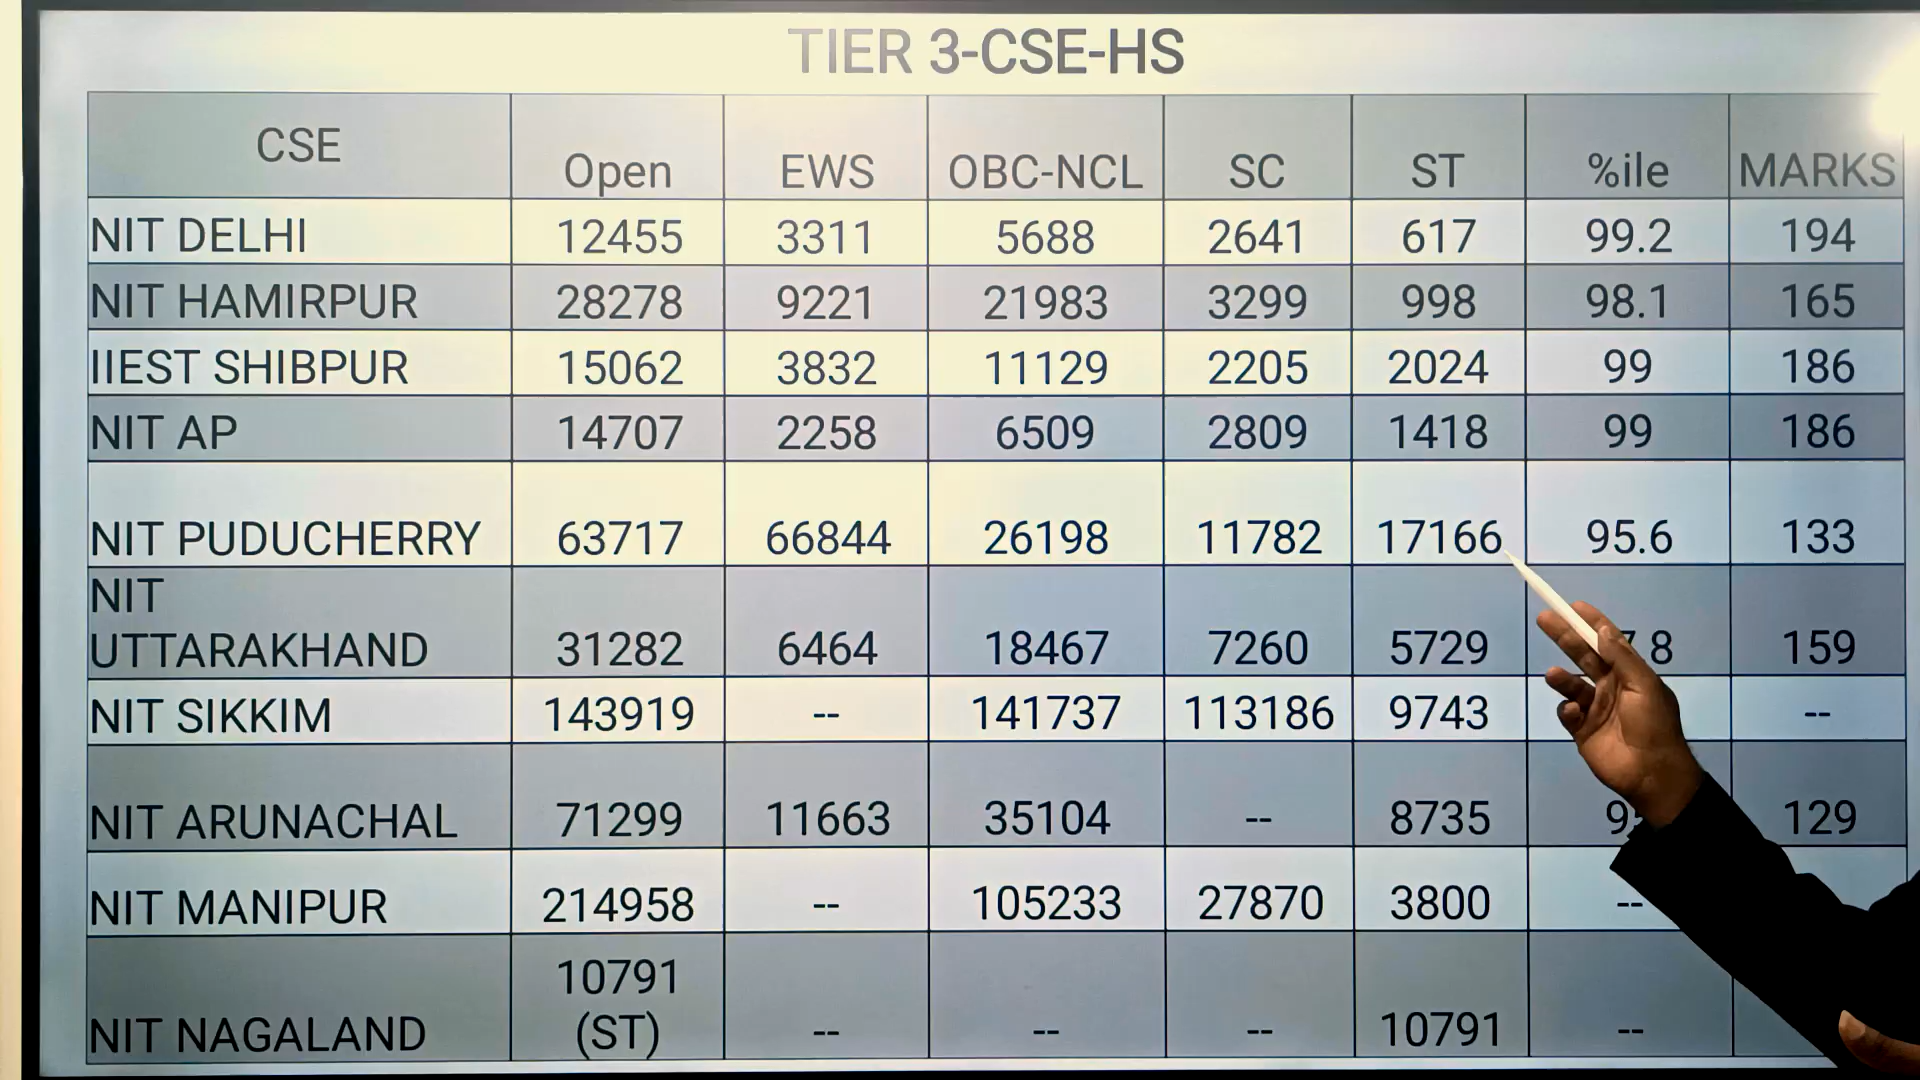 TIER 3-CSE-HS
CSE Open EWS OBC-NCL SC ST %ile MARKS
NIT DELHI 12455 3311 5688 2641 617 99.2 194
NIT HAMIRPUR 28278 9221 21983 3299 998 98.1 165
IIEST SHIBPUR 15062 3832 11129 2205 2024 99 186
NIT AP 14707 2258 6509 2809 1418 99 186
NIT PUDUCHERRY 63717 66844 26198 11782 17166 95.6 133
NIT
UTTARAKHAND 31282 6464 18467 7260 5729 159
NIT SIKKIM 143919 -- 141737 113186 9743 --
NIT ARUNACHAL 71299 11663 35104 -- 8735 129
NIT MANIPUR 214958 -- 105233 27870 3800 --
10791
NIT NAGALAND (ST) -- -- -- 10791 --